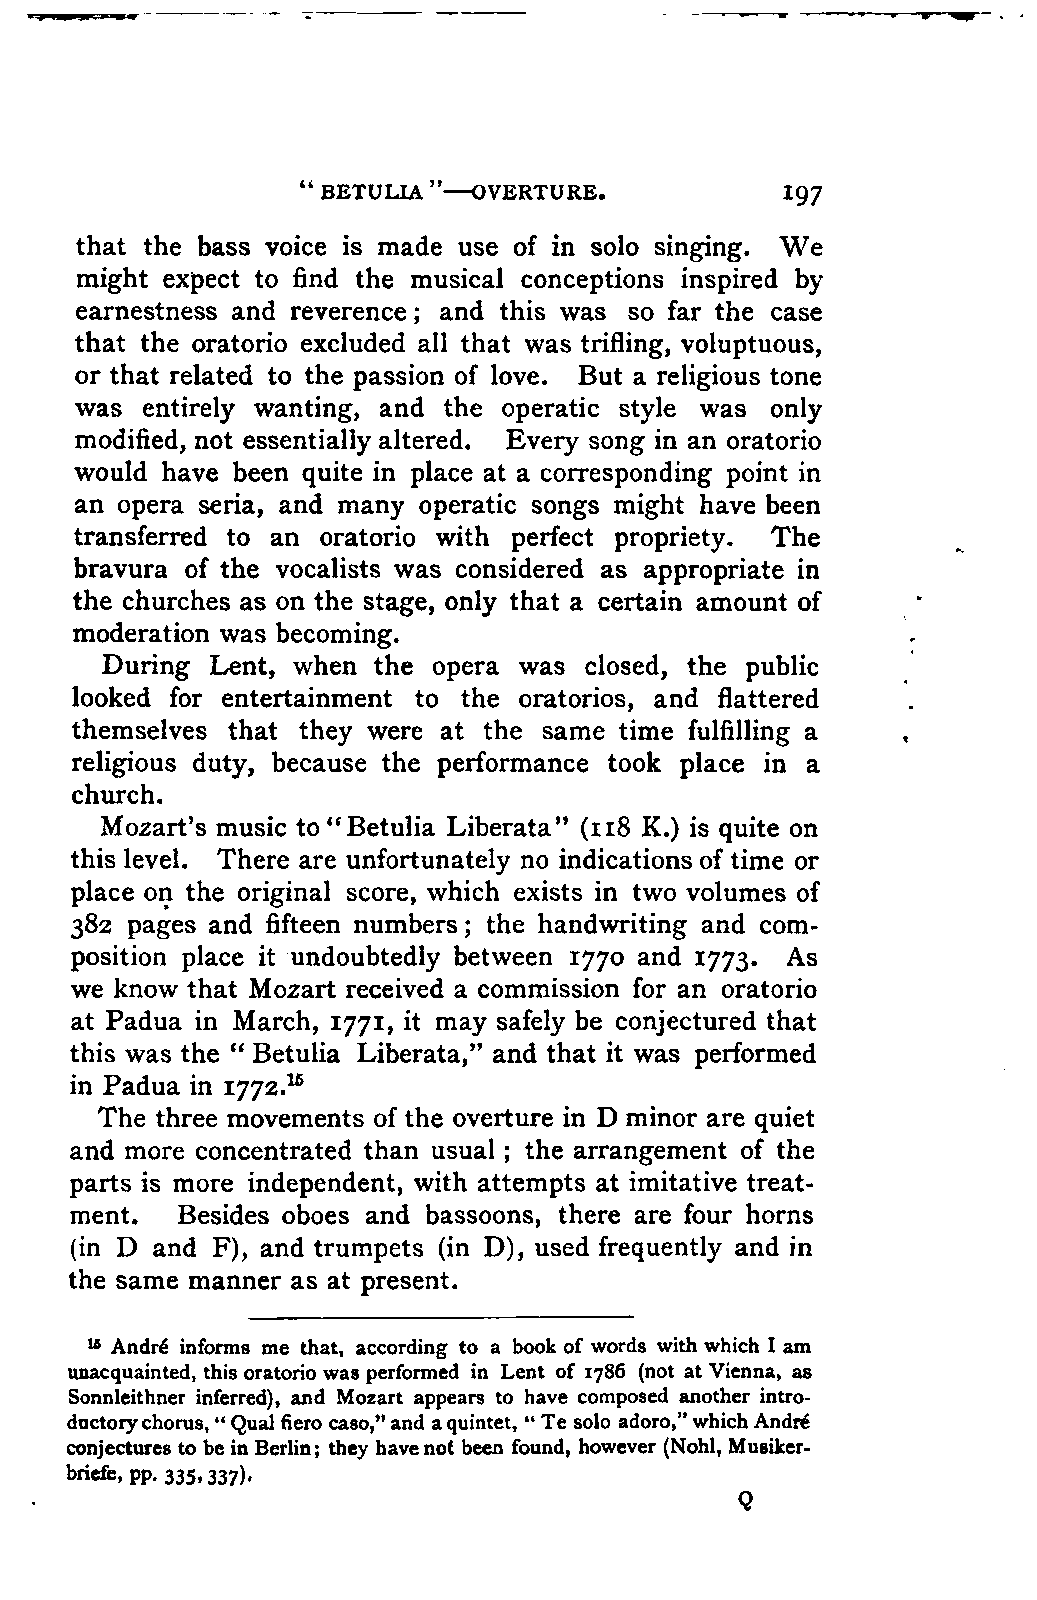 “ BETULIA ”—OVERTURE. 197
that the bass voice is made use of in solo singing. We
might expect to find the musical conceptions inspired by
earnestness and reverence; and this was so far the case
that the oratorio excluded all that was trifling, voluptuous,
or that related to the passion of love. But a religious tone
was entirely wanting, and the operatic style was only
modified, not essentially altered. Every song in an oratorio
would have been quite in place at a corresponding point in
an opera seria, and many operatic songs might have been
transferred to an oratorio with perfect propriety. The
bravura of the vocalists was considered as appropriate in
the churches as on the stage, only that a certain amount of
moderation was becoming.
During Lent, when the opera was closed, the public
looked for entertainment to the oratorios, and flattered
themselves that they were at the same time fulfilling a
religious duty, because the performance took place in a
church.
Mozart's music to “Betulia Liberata” (118 K.) is quite on
this level. There are unfortunately no indications of time or
place on the original score, which exists in two volumes of
382 pages and fifteen numbers; the handwriting and com-
position place it undoubtedly between 1770 and 1773. As
we know that Mozart received a commission for an oratorio
at Padua in March, 1771, it may safely be conjectured that
this was the “ Betulia Liberata,” and that it was performed
in Padua in 1772.¹⁵
The three movements of the overture in D minor are quiet
and more concentrated than usual ; the arrangement of the
parts is more independent, with attempts at imitative treat-
ment. Besides oboes and bassoons, there are four horns
(in D and F), and trumpets (in D), used frequently and in
the same manner as at present.
¹⁵ André informs me that, according to a book of words with which I am
unacquainted, this oratorio was performed in Lent of 1786 (not at Vienna, as
Sonnleithner inferred), and Mozart appears to have composed another intro-
ductory chorus, “ Qual fiero caso,” and a quintet, “ Te solo adoro,” which André
conjectures to be in Berlin; they have not been found, however (Nohl, Musiker-
briefe, pp. 335, 337).
Q